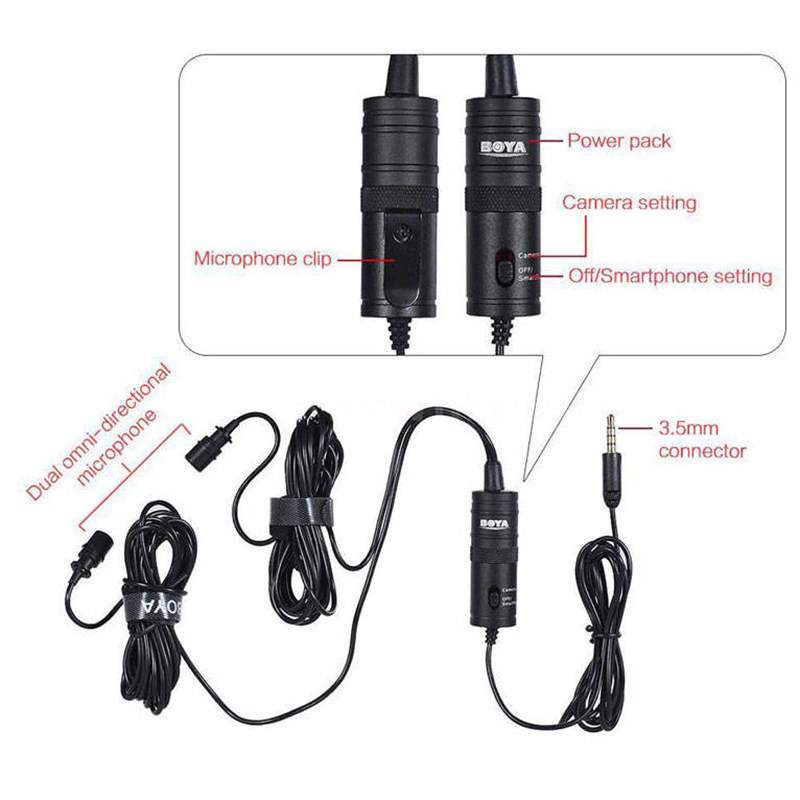 BOYA
Power pack
Camera setting
Microphone clip
Off/Smartphone setting
OFF/
Dual omni-directional
microphone
3.5mm
connector
BOYA
BOYA